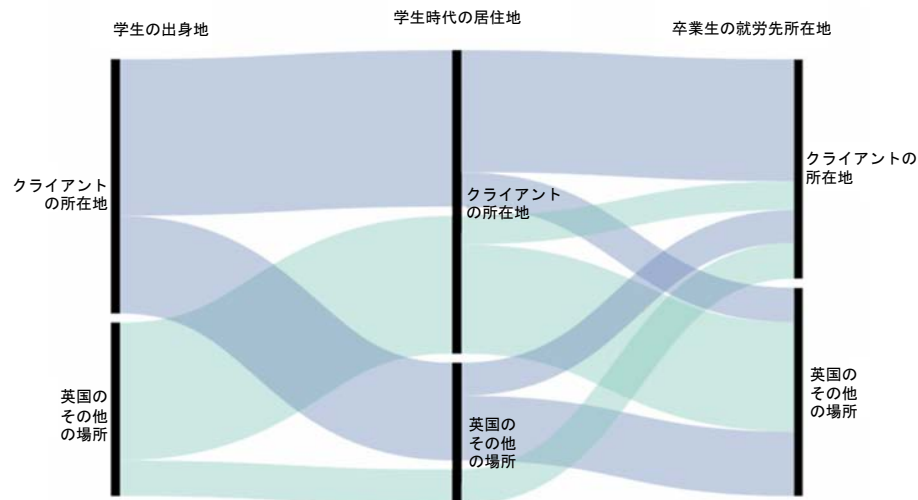 学生の出身地
学生時代の居住地
卒業生の就労先所在地
クライアント
の所在地
クライアント
の所在地
クライアントの
所在地
英国の
その他
の場所
英国の
その他
の場所
英国の
その他
の場所